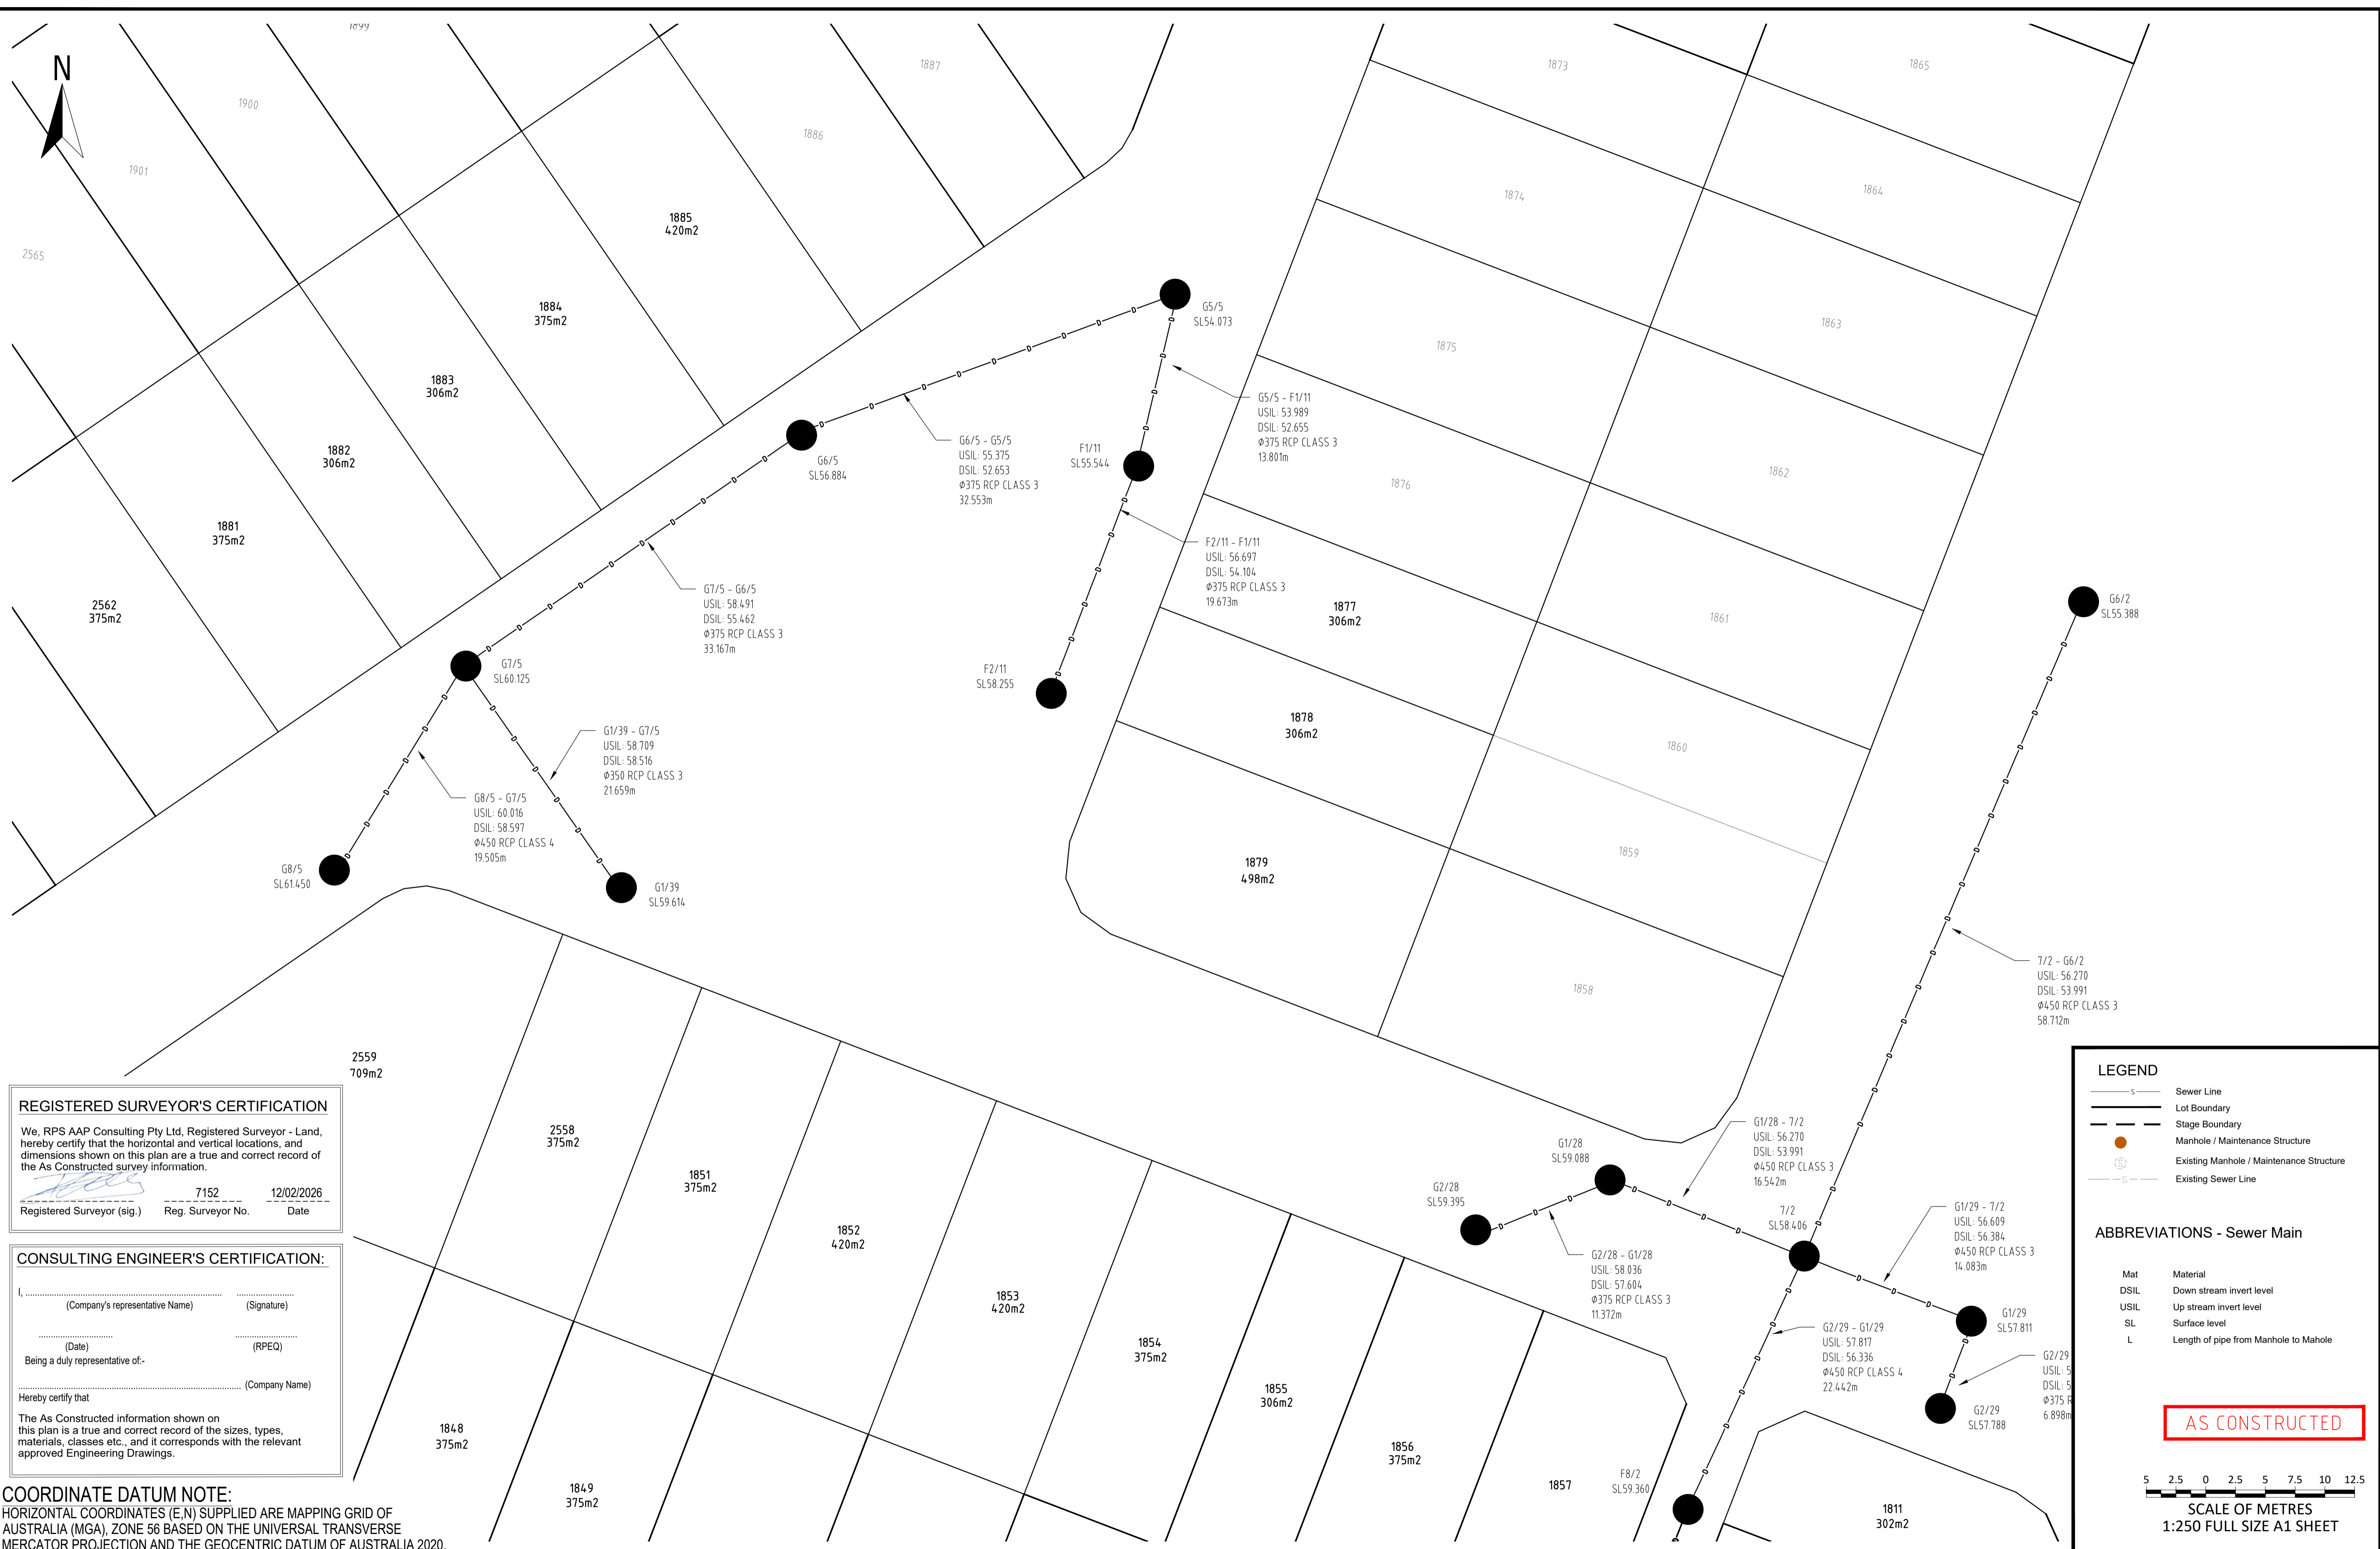 1899
N
1887
1873
1865
1900
1886
1901
1874
1864
1885
420m2
2565
1884
375m2
G5/5
SL54.073
1863
1875
1883
306m2
G5/5 - F1/11
USIL: 53.989
DSIL: 52.655
Ø375 RCP CLASS 3
13.801m
1882
306m2
G6/5
SL56.884
G6/5 - G5/5
USIL: 55.375
DSIL: 52.653
Ø375 RCP CLASS 3
32.553m
F1/11
SL55.544
1862
1876
1881
375m2
F2/11 - F1/11
USIL: 56.697
DSIL: 54.104
Ø375 RCP CLASS 3
19.673m
G7/5 - G6/5
USIL: 58.491
DSIL: 55.462
Ø375 RCP CLASS 3
33.167m
2562
375m2
1877
306m2
1861
G6/2
SL55.388
G7/5
SL60.125
F2/11
SL58.255
1878
306m2
1860
G1/39 - G7/5
USIL: 58.709
DSIL: 58.516
Ø350 RCP CLASS 3
21.659m
G8/5 - G7/5
USIL: 60.016
DSIL: 58.597
Ø450 RCP CLASS 4
19.505m
G8/5
SL61.450
G1/39
SL59.614
1879
498m2
1859
1858
7/2 - G6/2
USIL: 56.270
DSIL: 53.991
Ø450 RCP CLASS 3
58.712m
2559
709m2
2558
375m2
1851
375m2
1852
420m2
1853
420m2
1854
375m2
1855
306m2
1856
375m2
1857
1848
375m2
1849
375m2
G1/28
SL59.088
G1/28 - 7/2
USIL: 56.270
DSIL: 53.991
Ø450 RCP CLASS 3
16.542m
G2/28
SL59.395
7/2
SL58.406
G1/29 - 7/2
USIL: 56.609
DSIL: 56.384
Ø450 RCP CLASS 3
14.083m
G2/28 - G1/28
USIL: 58.036
DSIL: 57.604
Ø375 RCP CLASS 3
11.372m
G2/29 - G1/29
USIL: 57.817
DSIL: 56.336
Ø450 RCP CLASS 4
22.442m
G1/29
SL57.811
G2/29
USIL: 5
DSIL: 5
Ø375 R
6.898m
G2/29
SL57.788
F8/2
SL59.360
1811
302m2
REGISTERED SURVEYOR'S CERTIFICATION
We, RPS AAP Consulting Pty Ltd, Registered Surveyor - Land,
hereby certify that the horizontal and vertical locations, and
dimensions shown on this plan are a true and correct record of
the As Constructed survey information.
7152 12/02/2026
Registered Surveyor (sig.) Reg. Surveyor No. Date
CONSULTING ENGINEER'S CERTIFICATION:
I, ...............................................................................
(Company's representative Name) (Signature)
(Date) (RPEQ)
Being a duly representative of:-
(Company Name)
Hereby certify that
The As Constructed information shown on
this plan is a true and correct record of the sizes, types,
materials, classes etc., and it corresponds with the relevant
approved Engineering Drawings.
COORDINATE DATUM NOTE:
HORIZONTAL COORDINATES (E,N) SUPPLIED ARE MAPPING GRID OF
AUSTRALIA (MGA), ZONE 56 BASED ON THE UNIVERSAL TRANSVERSE
MERCATOR PROJECTION AND THE GEOCENTRIC DATUM OF AUSTRALIA 2020.
LEGEND
S Sewer Line
Lot Boundary
Stage Boundary
Manhole / Maintenance Structure
Existing Manhole / Maintenance Structure
S Existing Sewer Line
ABBREVIATIONS - Sewer Main
Mat Material
DSIL Down stream invert level
USIL Up stream invert level
SL Surface level
L Length of pipe from Manhole to Mahole
AS CONSTRUCTED
5 2.5 0 2.5 5 7.5 10 12.5
SCALE OF METRES
1:250 FULL SIZE A1 SHEET